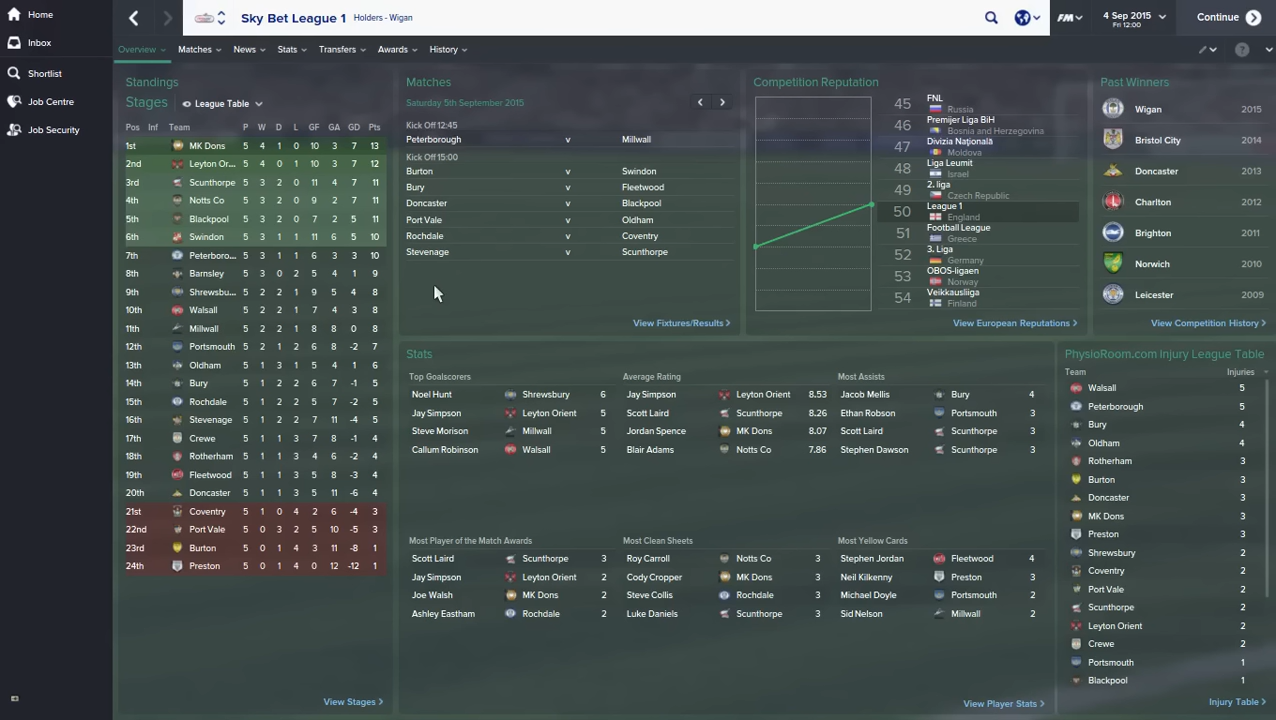 Home
Inbox
Shortlist
Job Centre
Job Security
Sky Bet League 1 Holders - Wigan
FM
4 Sep 2015
Fri 12:00
Continue
Overview Matches News Stats Transfers Awards History
Standings
Stages League Table
Pos Inf Team P W D L GF GA GD Pts
1st MK Dons 5 4 1 0 10 3 7 13
2nd Leyton Or... 5 4 0 1 10 3 7 12
3rd Scunthorpe 5 3 2 0 11 4 7 11
4th Notts Co 5 3 2 0 9 2 7 11
5th Blackpool 5 3 2 0 7 2 5 11
6th Swindon 5 3 1 1 11 6 5 10
7th Peterboro... 5 3 1 1 6 3 3 10
8th Barnsley 5 3 0 2 5 4 1 9
9th Shrewsbu... 5 2 2 1 9 5 4 8
10th Walsall 5 2 2 1 7 4 3 8
11th Millwall 5 2 2 1 8 8 0 8
12th Portsmouth 5 2 1 2 6 8 -2 7
13th Oldham 5 1 3 1 5 4 1 6
14th Bury 5 1 2 2 6 7 -1 5
15th Rochdale 5 1 2 2 5 7 -2 5
16th Stevenage 5 1 2 2 7 11 -4 5
17th Crewe 5 1 1 3 7 8 -1 4
18th Rotherham 5 1 1 3 4 6 -2 4
19th Fleetwood 5 1 1 3 5 8 -3 4
20th Doncaster 5 1 1 3 5 11 -6 4
21st Coventry 5 1 0 4 2 6 -4 3
22nd Port Vale 5 0 3 2 5 10 -5 3
23rd Burton 5 0 1 4 3 11 -8 1
24th Preston 5 0 1 4 0 12 -12 1
View Stages
Matches
Saturday 5th September 2015
Kick Off 12:45
Peterborough v Millwall
Kick Off 15:00
Burton v Swindon
Bury v Fleetwood
Doncaster v Blackpool
Port Vale v Oldham
Rochdale v Coventry
Stevenage v Scunthorpe
View Fixtures/Results
Competition Reputation
45 FNL
Russia
46 Premijer Liga BiH
Bosnia and Herzegovina
47 Divizia Națională
Moldova
48 Liga Leumit
Israel
49 2. liga
Czech Republic
50 League 1
England
51 Football League
Greece
52 3. Liga
Germany
53 OBOS-ligaen
Norway
54 Veikkausliiga
Finland
View European Reputations
Past Winners
Wigan 2015
Bristol City 2014
Doncaster 2013
Charlton 2012
Brighton 2011
Norwich 2010
Leicester 2009
View Competition History
Stats
Top Goalscorers
Noel Hunt Shrewsbury 6
Jay Simpson Leyton Orient 5
Steve Morison Millwall 5
Callum Robinson Walsall 5
Average Rating
Jay Simpson Leyton Orient 8.53
Scott Laird Scunthorpe 8.26
Jordan Spence MK Dons 8.07
Blair Adams Notts Co 7.86
Most Assists
Jacob Mellis Bury 4
Ethan Robson Portsmouth 3
Scott Laird Scunthorpe 3
Stephen Dawson Scunthorpe 3
Most Player of the Match Awards
Scott Laird Scunthorpe 3
Jay Simpson Leyton Orient 2
Joe Walsh MK Dons 2
Ashley Eastham Rochdale 2
Most Clean Sheets
Roy Carroll Notts Co 3
Cody Cropper MK Dons 3
Steve Collis Rochdale 3
Luke Daniels Scunthorpe 3
Most Yellow Cards
Stephen Jordan Fleetwood 4
Neil Kilkenny Preston 3
Michael Doyle Portsmouth 2
Sid Nelson Millwall 2
View Player Stats
PhysioRoom.com Injury League Table
Team Injuries
Walsall 5
Peterborough 5
Bury 4
Oldham 4
Rotherham 3
Burton 3
Doncaster 3
MK Dons 3
Preston 3
Shrewsbury 2
Coventry 2
Port Vale 2
Scunthorpe 2
Leyton Orient 2
Crewe 2
Portsmouth 1
Blackpool 1
Injury Table